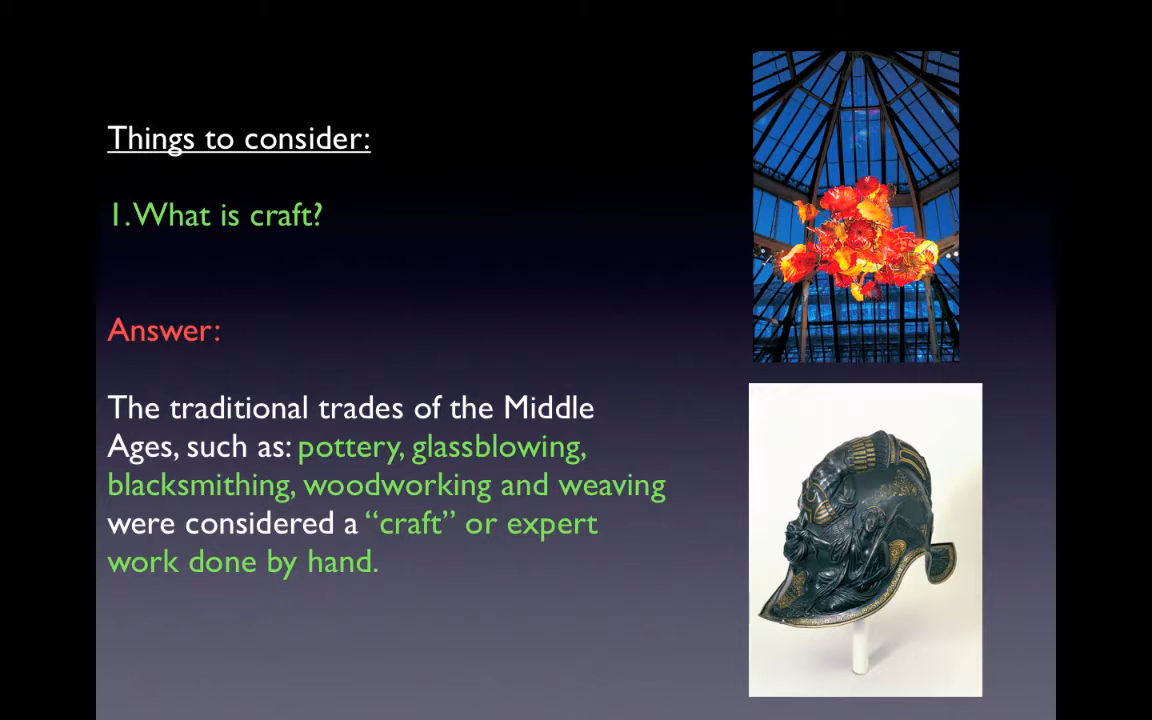 Things to consider:
1. What is craft?
Answer:
The traditional trades of the Middle
Ages, such as: pottery, glassblowing,
blacksmithing, woodworking and weaving
were considered a “craft” or expert
work done by hand.